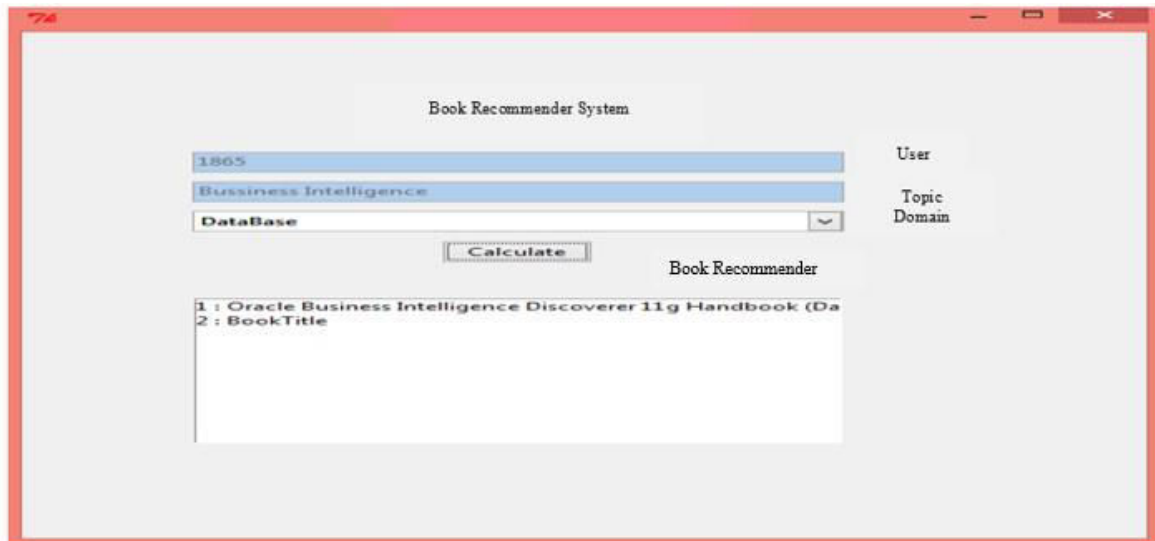 Book Recommender System
1865
User
Bussiness Intelligence
Topic
DataBase
Domain
Calculate
Book Recommender
1 : Oracle Business Intelligence Discoverer 11g Handbook (Da
2 : BookTitle